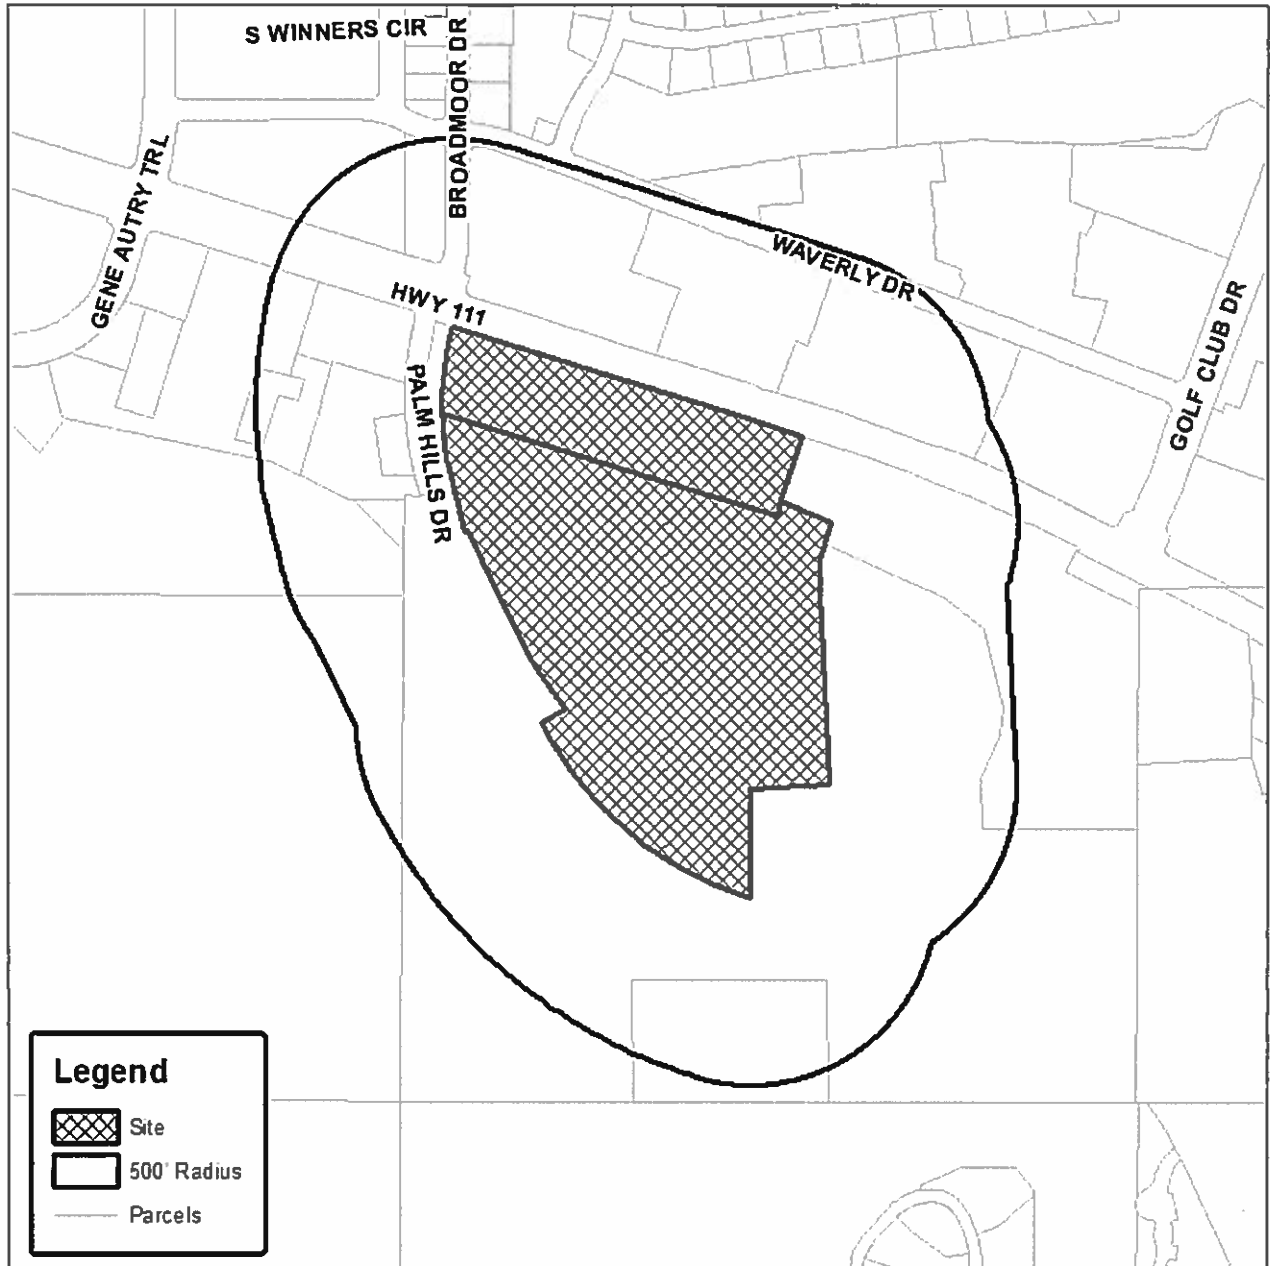 S WINNERS CIR
BROADMOOR DR
GENE AUTRY TRL
WAVERLY DR
HWY 111
GOLF CLUB DR
PALM HILLS DR
Legend
Site
500' Radius
Parcels